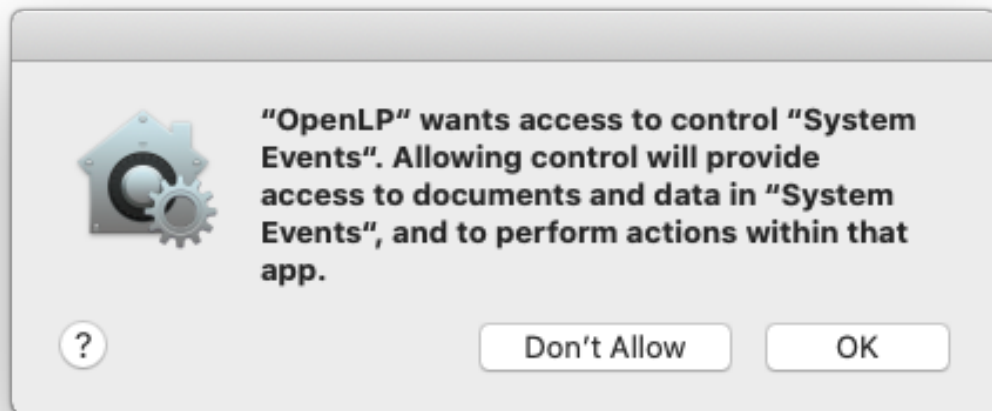 “OpenLP” wants access to control “System
Events“. Allowing control will provide
access to documents and data in “System
Events“, and to perform actions within that
app.
?
Don’t Allow
OK